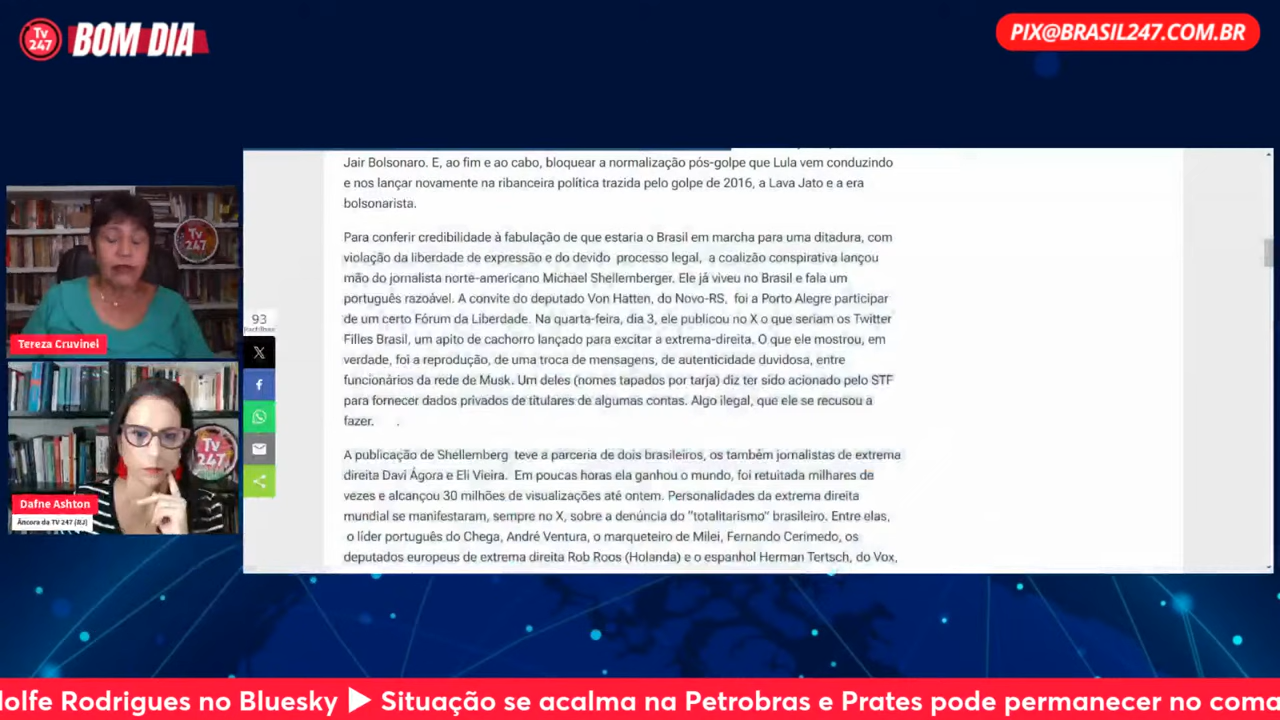 Tv 247 BOM DIA
PIX@BRASIL247.COM.BR
Jair Bolsonaro. E, ao fim e ao cabo, bloquear a normalização pós-golpe que Lula vem conduzindo
e nos lançar novamente na ribanceira política trazida pelo golpe de 2016, a Lava Jato e a era
bolsonarista.
Para conferir credibilidade à fabulação de que estaria o Brasil em marcha para uma ditadura, com
violação da liberdade de expressão e do devido processo legal, a coalizão conspirativa lançou
mão do jornalista norte-americano Michael Shellemberger. Ele já viveu no Brasil e fala um
português razoável. A convite do deputado Von Hatten, do Novo-RS, foi a Porto Alegre participar
de um certo Fórum da Liberdade. Na quarta-feira, dia 3, ele publicou no X o que seriam os Twitter
Filles Brasil, um apito de cachorro lançado para excitar a extrema-direita. O que ele mostrou, em
verdade, foi a reprodução, de uma troca de mensagens, de autenticidade duvidosa, entre
funcionários da rede de Musk. Um deles (nomes tapados por tarja) diz ter sido acionado pelo STF
para fornecer dados privados de titulares de algumas contas. Algo ilegal, que ele se recusou a
fazer. .
A publicação de Shellemberg teve a parceria de dois brasileiros, os também jornalistas de extrema
direita Davi Ágora e Eli Vieira. Em poucas horas ela ganhou o mundo, foi retuitada milhares de
vezes e alcançou 30 milhões de visualizações até ontem. Personalidades da extrema direita
mundial se manifestaram, sempre no X, sobre a denúncia do "totalitarismo" brasileiro. Entre elas,
o líder português do Chega, André Ventura, o marqueteiro de Milei, Fernando Cerimedo, os
deputados europeus de extrema direita Rob Roos (Holanda) e o espanhol Herman Tertsch, do Vox,
93
Tv 247
Tereza Cruvinel
Tv 247
Dafne Ashton
Âncora da TV 247 (RJ)
dolfe Rodrigues no Bluesky ▶ Situação se acalma na Petrobras e Prates pode permanecer no coma